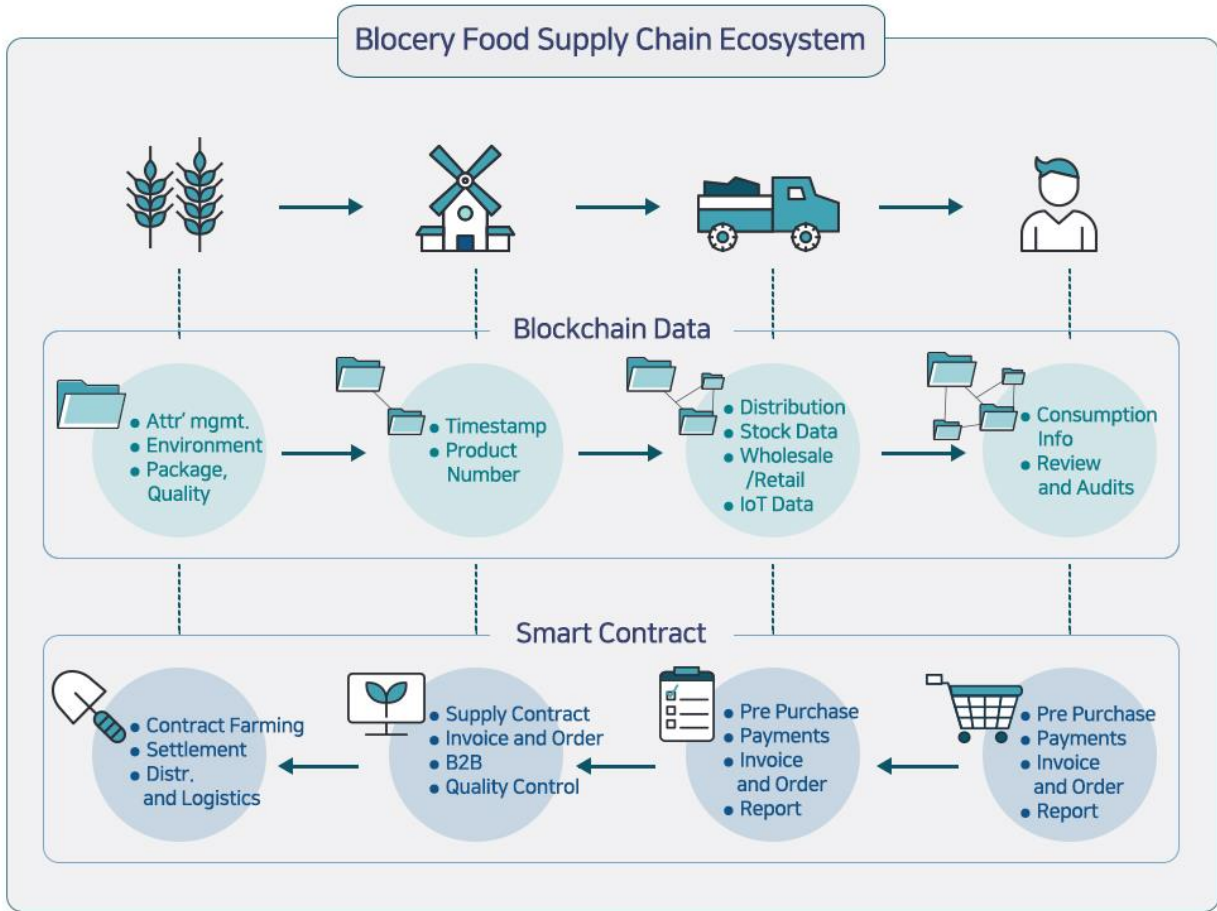 Blocery Food Supply Chain Ecosystem
Blockchain Data
● Attr' mgmt.
● Environment
● Package,
Quality
● Timestamp
● Product
Number
● Distribution
● Stock Data
● Wholesale
/Retail
● IoT Data
● Consumption
Info
● Review
and Audits
Smart Contract
● Contract Farming
● Settlement
● Distr.
and Logistics
● Supply Contract
● Invoice and Order
● B2B
● Quality Control
● Pre Purchase
● Payments
● Invoice
and Order
● Report
● Pre Purchase
● Payments
● Invoice
and Order
● Report